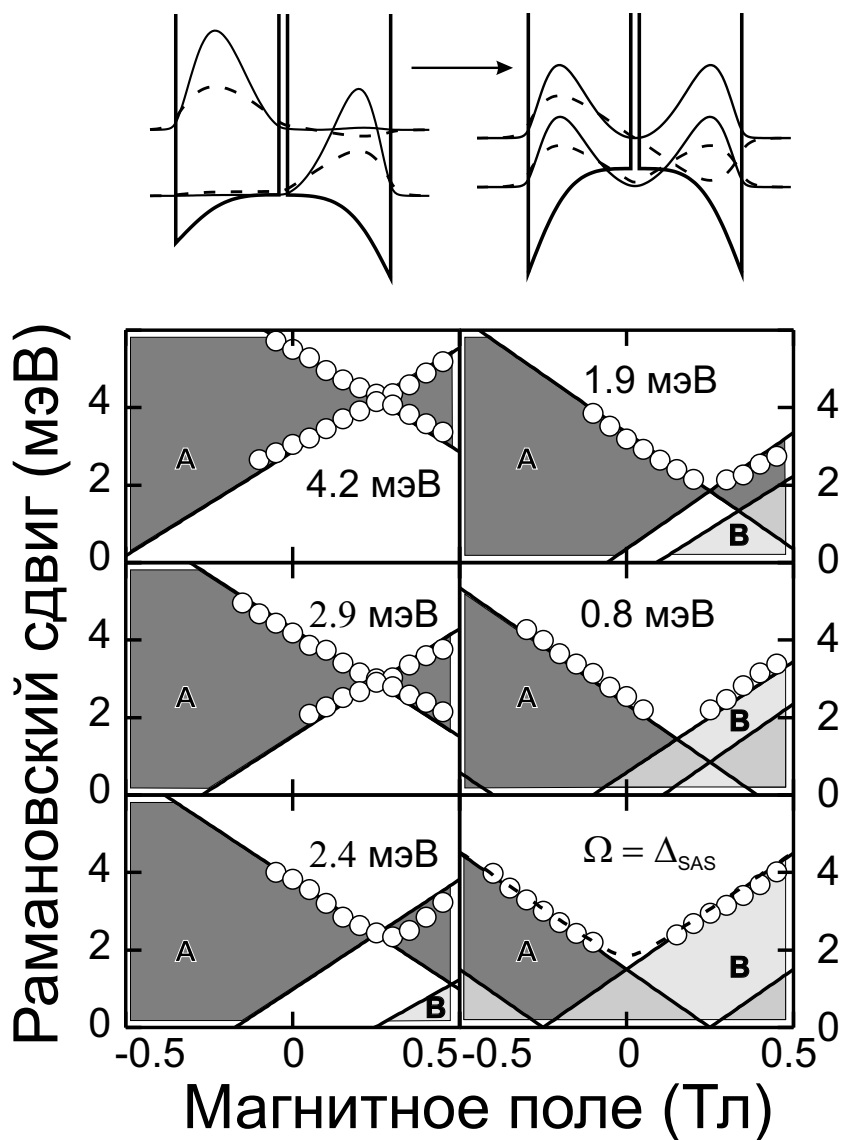 Рамановский сдвиг (мэВ)
4
2
0
A
4.2 мэВ
1.9 мэВ
A
B
4
2
0
4
2
0
A
2.9 мэВ
0.8 мэВ
A
B
4
2
0
4
2
0
A
2.4 мэВ
B
Ω = Δ_SAS
A
B
4
2
0
-0.5 0 0.5 -0.5 0 0.5
Магнитное поле (Тл)